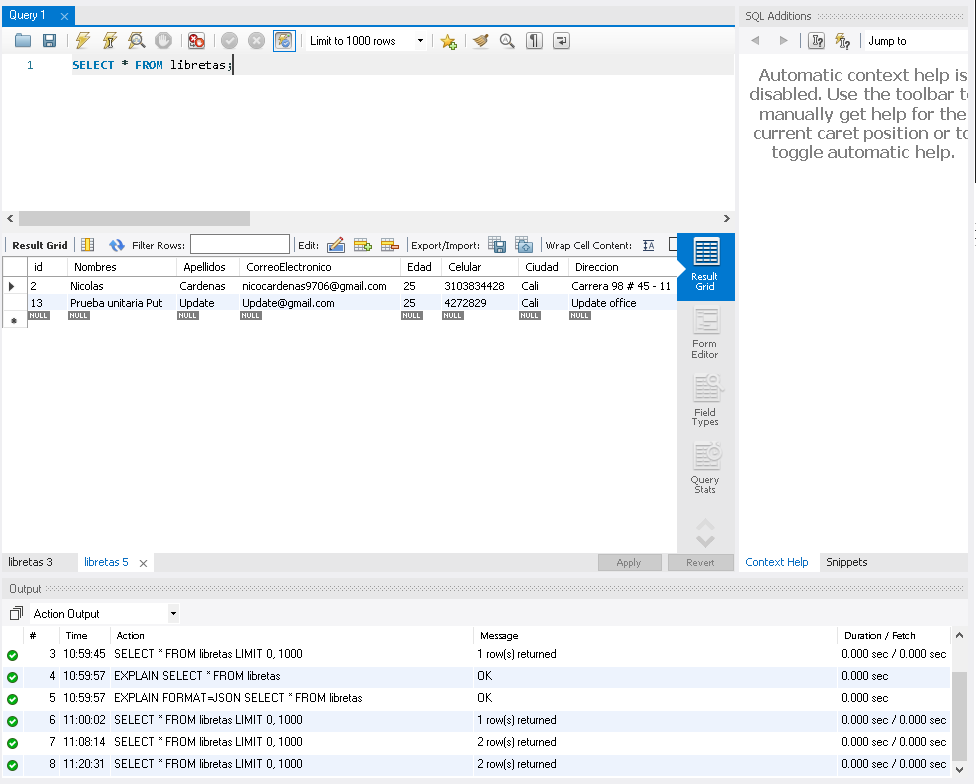 Query 1
SQL Additions
Limit to 1000 rows
Jump to
1 SELECT * FROM libretas;
Automatic context help is
disabled. Use the toolbar t
manually get help for the
current caret position or to
toggle automatic help.
Result Grid Filter Rows: Edit: Export/Import: Wrap Cell Content:
id Nombres Apellidos CorreoElectronico Edad Celular Ciudad Direccion
2 Nicolas Cardenas nicocardenas9706@gmail.com 25 3103834428 Cali Carrera 98 # 45 - 11
13 Prueba unitaria Put Update Update@gmail.com 25 4272829 Cali Update office
NULL NULL NULL NULL NULL NULL NULL NULL
Result
Grid
Form
Editor
Field
Types
Query
Stats
libretas 3 libretas 5 Apply Revert
Context Help Snippets
Output
Action Output
# Time Action Message Duration / Fetch
3 10:59:45 SELECT * FROM libretas LIMIT 0, 1000 1 row(s) returned 0.000 sec / 0.000 sec
4 10:59:57 EXPLAIN SELECT * FROM libretas OK 0.000 sec
5 10:59:57 EXPLAIN FORMAT=JSON SELECT * FROM libretas OK 0.000 sec
6 11:00:02 SELECT * FROM libretas LIMIT 0, 1000 1 row(s) returned 0.000 sec / 0.000 sec
7 11:08:14 SELECT * FROM libretas LIMIT 0, 1000 2 row(s) returned 0.000 sec / 0.000 sec
8 11:20:31 SELECT * FROM libretas LIMIT 0, 1000 2 row(s) returned 0.000 sec / 0.000 sec